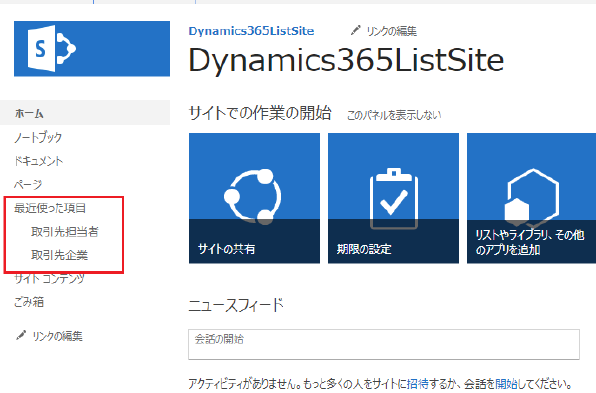 S
Dynamics365ListSite
リンクの編集
Dynamics365ListSite
ホーム
ノートブック
ドキュメント
ページ
最近使った項目
取引先担当者
取引先企業
サイト コンテンツ
ごみ箱
リンクの編集
サイトでの作業の開始
このパネルを表示しない
サイトの共有
期限の設定
リストやライブラリ、その他
のアプリを追加
ニュースフィード
会話の開始
アクティビティがありません。もっと多くの人をサイトに招待するか、会話を開始してください。